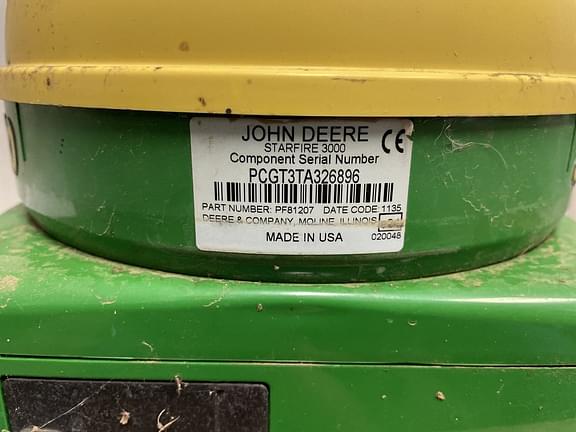 JOHN DEERE CE
STARFIRE 3000
Component Serial Number
PCGT3TA326896
PART NUMBER: PF81207 DATE CODE: 1135
DEERE & COMPANY, MOLINE, ILLINOIS
MADE IN USA 020048